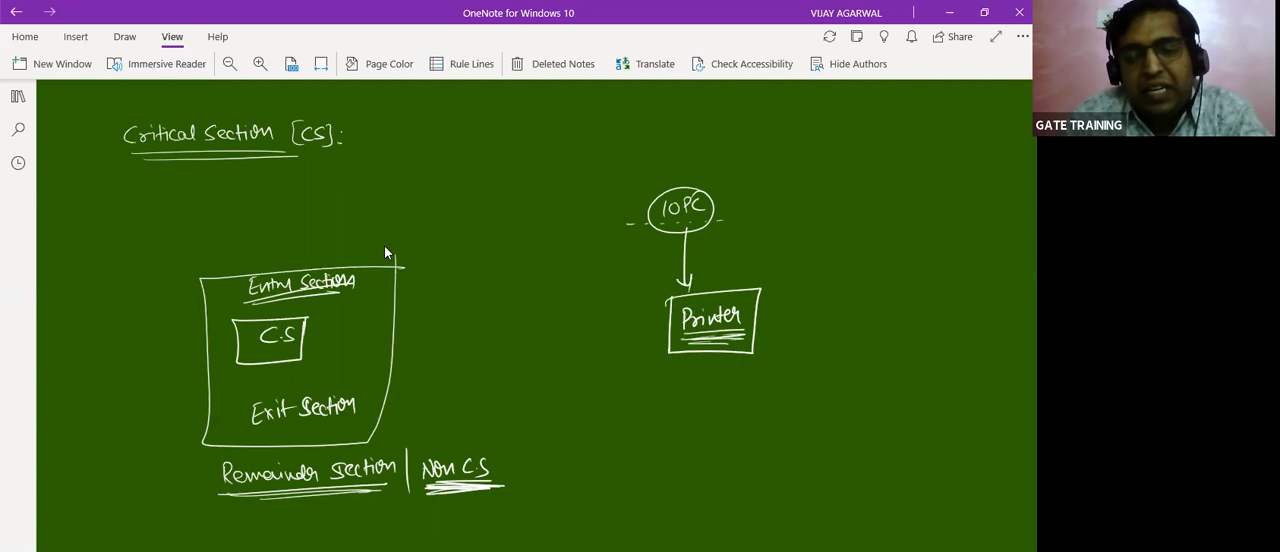 OneNote for Windows 10
VIJAY AGARWAL
Home Insert Draw View Help
Share
New Window Immersive Reader Page Color Rule Lines Deleted Notes Translate Check Accessibility Hide Authors
GATE TRAINING
Critical Section [CS]:
10 PC
Entry Section
C.S
Printer
Exit Section
Remainder Section | Non C.S